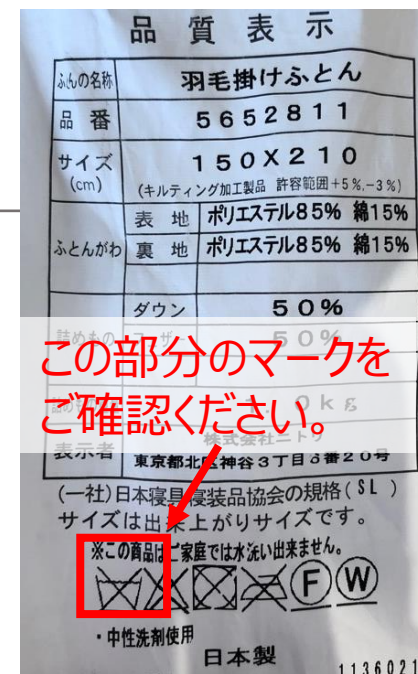 品質表示
ふとんの名称 羽毛掛けふとん
品番 5652811
サイズ(cm) 150X210
(キルティング加工製品 許容範囲+5%.-3%)
ふとんがわ 表地 ポリエステル85% 綿15%
裏地 ポリエステル85% 綿15%
ダウン 50%
詰めもの 50%
この部分のマークを
ご確認ください。
0kg
表示者 株式会社ニトリ
東京都北区神谷3丁目6番20号
(一社)日本寝具寝装品協会の規格(SL)
サイズは出来上がりサイズです。
※この商品はご家庭では水洗い出来ません。
F W
・中性洗剤使用
日本製
1136021